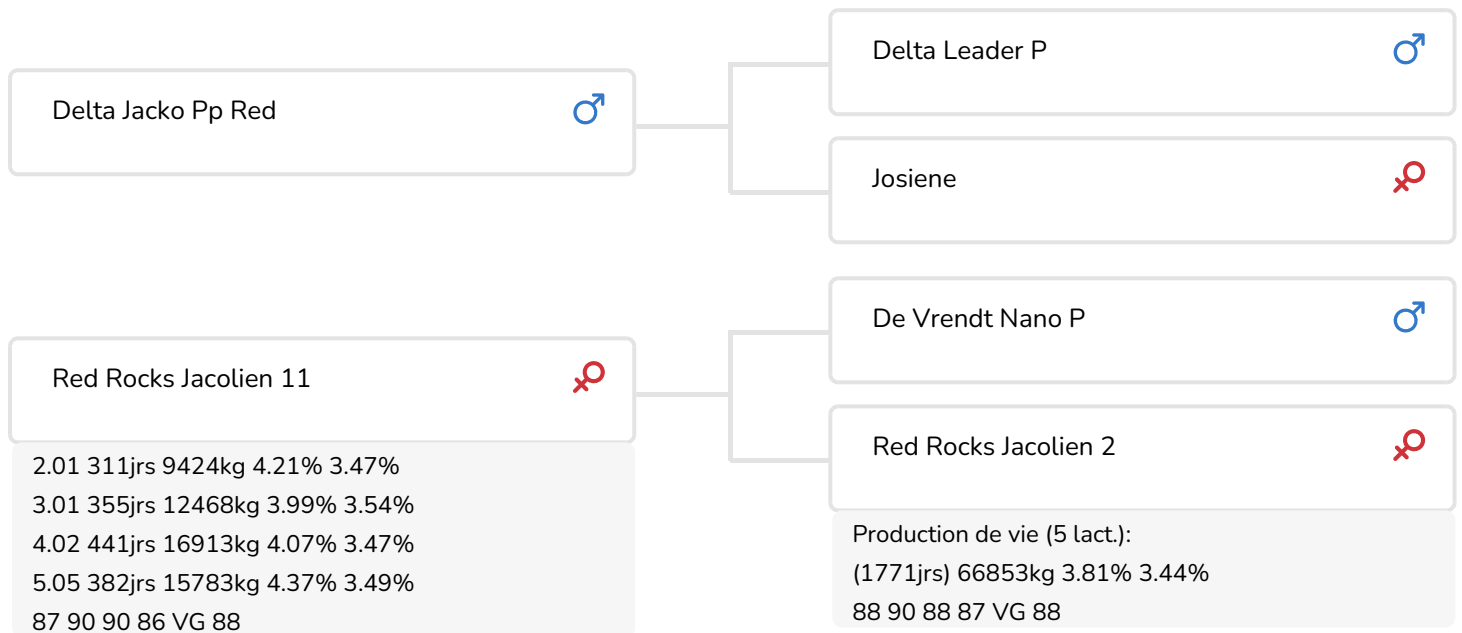 Delta Jacko Pp Red
Delta Leader P
Josiene
Red Rocks Jacolien 11
2.01 311jrs 9424kg 4.21% 3.47%
3.01 355jrs 12468kg 3.99% 3.54%
4.02 441jrs 16913kg 4.07% 3.47%
5.05 382jrs 15783kg 4.37% 3.49%
87 90 90 86 VG 88
De Vrendt Nano P
Red Rocks Jacolien 2
Production de vie (5 lact.):
(1771jrs) 66853kg 3.81% 3.44%
88 90 88 87 VG 88